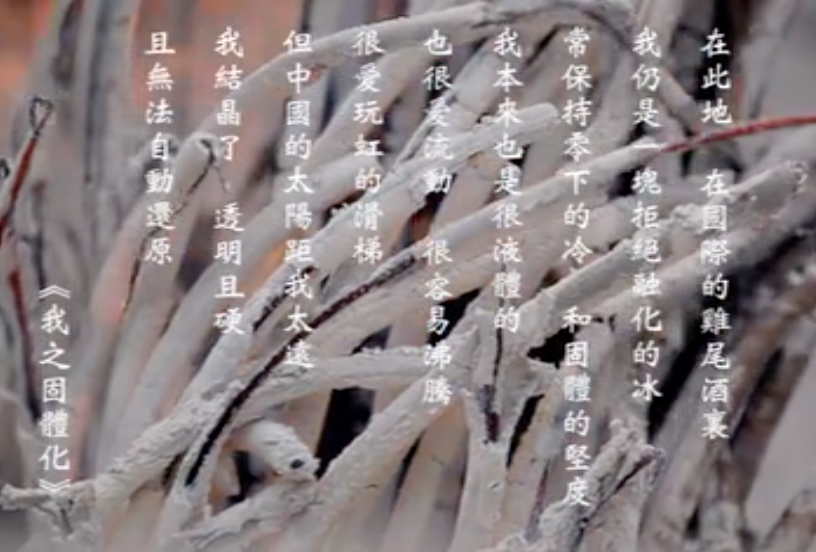 在此地　在國際的雞尾酒裏
我仍是一塊拒絕融化的冰
常保持零下的冷　和固體的堅度
我本來也是很液體的
也很愛流動　很容易沸騰
很愛玩虹的滑梯
但中國的太陽距我太遠
我結晶了　透明且硬
且無法自動還原
《我之固體化》